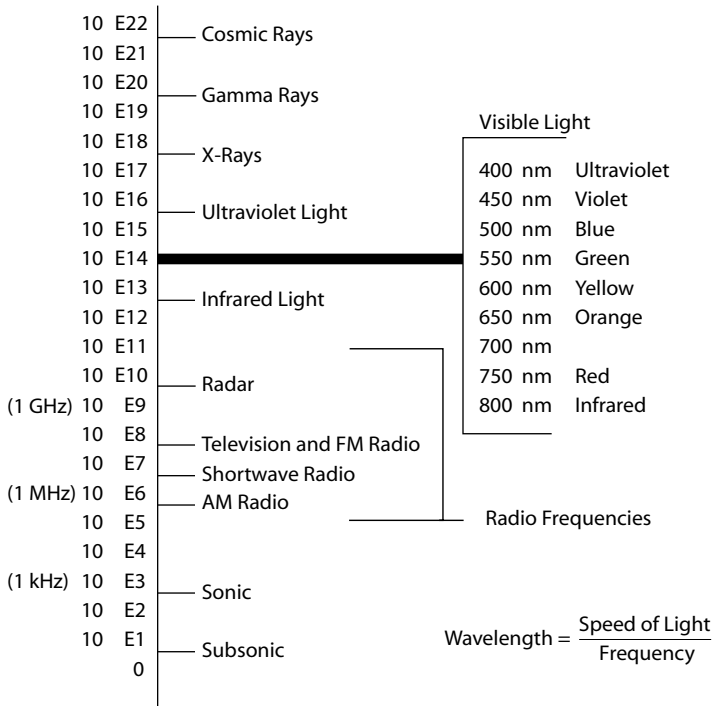 10 E22
Cosmic Rays
10 E21
10 E20
Gamma Rays
10 E19
10 E18
X-Rays
10 E17
10 E16
Ultraviolet Light
10 E15
10 E14
10 E13
Infrared Light
10 E12
10 E11
10 E10
Radar
(1 GHz) 10 E9
10 E8
Television and FM Radio
10 E7
Shortwave Radio
(1 MHz) 10 E6
AM Radio
10 E5
10 E4
(1 kHz) 10 E3
Sonic
10 E2
10 E1
Subsonic
0
Visible Light
400 nm Ultraviolet
450 nm Violet
500 nm Blue
550 nm Green
600 nm Yellow
650 nm Orange
700 nm
750 nm Red
800 nm Infrared
Radio Frequencies
Wavelength = Speed of Light
Frequency